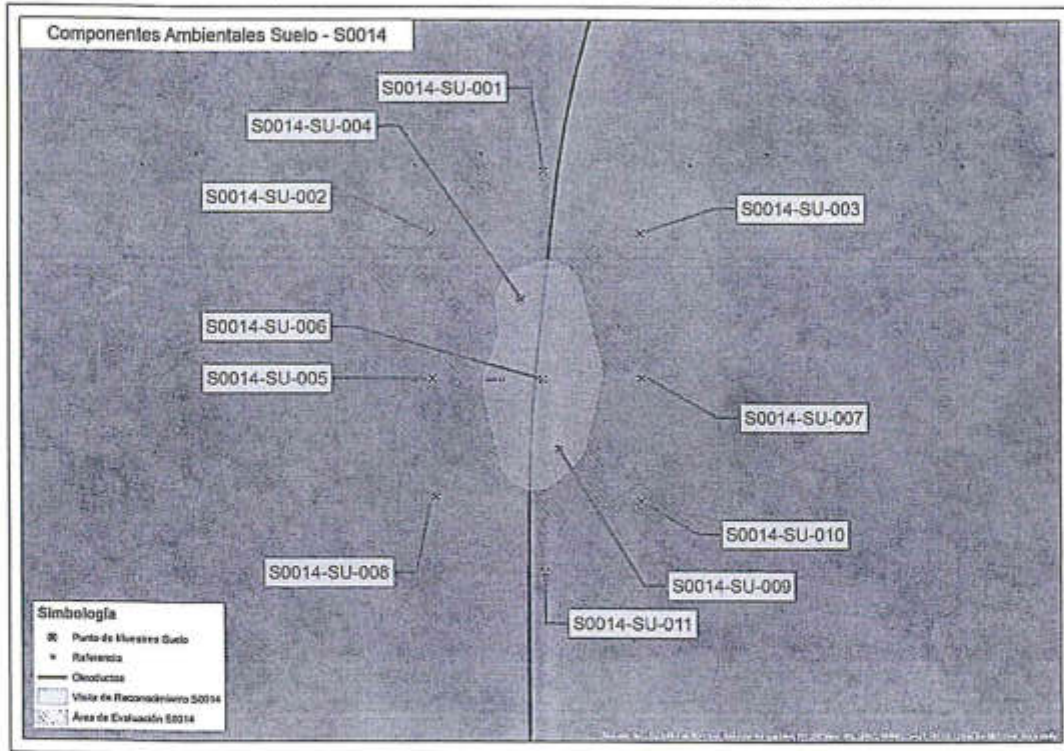 Componentes Ambientales Suelo - S0014
S0014-SU-001
S0014-SU-004
S0014-SU-002
S0014-SU-003
S0014-SU-006
S0014-SU-005
S0014-SU-007
S0014-SU-010
S0014-SU-008
S0014-SU-009
S0014-SU-011
Simbología
Punto de Muestreo Suelo
Referencia
Oleoductos
Visita de Reconocimiento S0014
Área de Evaluación S0014